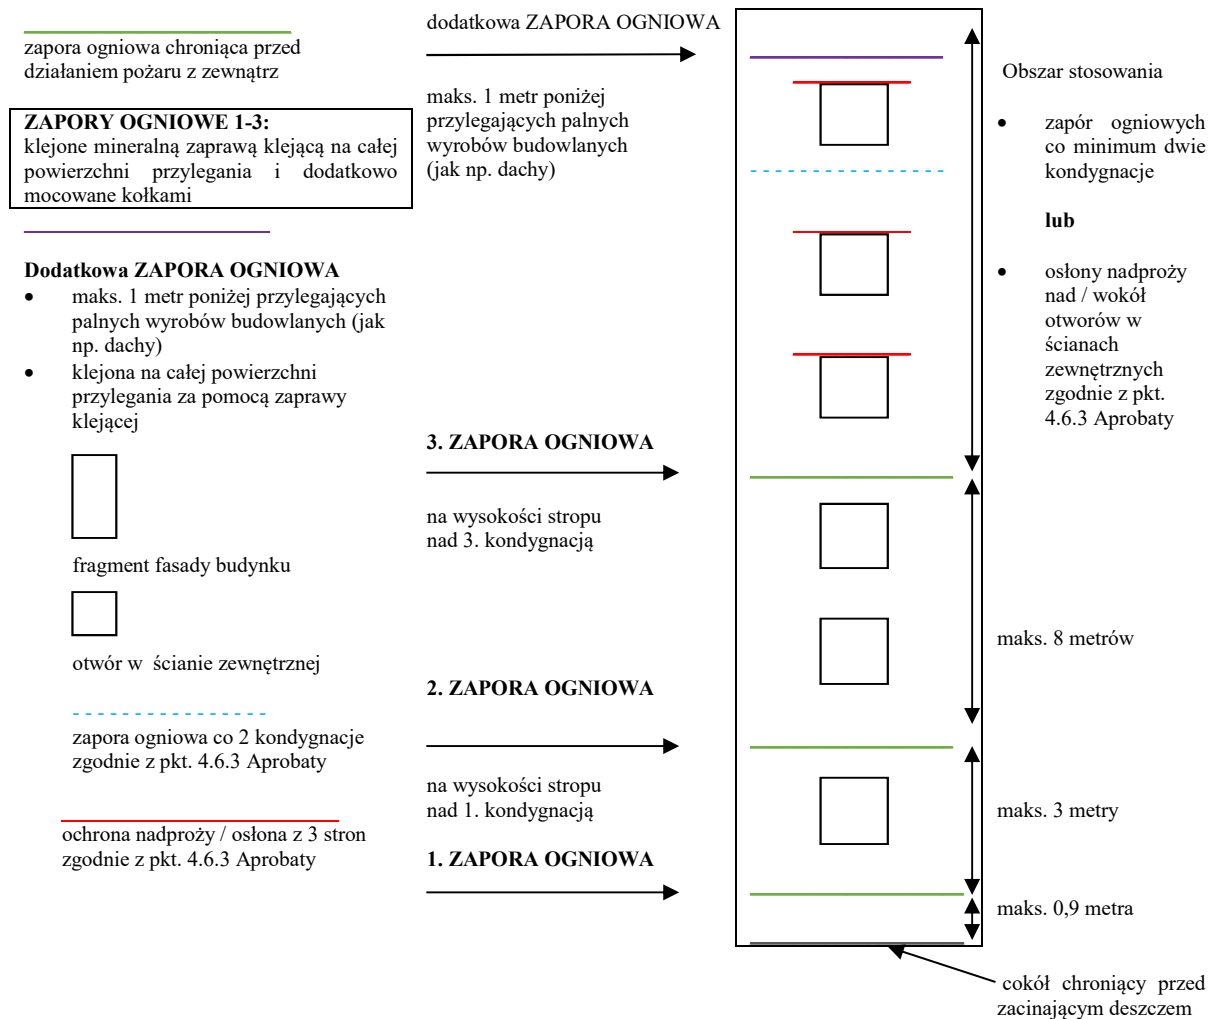 zapora ogniowa chroniąca przed
działaniem pożaru z zewnątrz
ZAPORY OGNIOWE 1-3:
klejone mineralną zaprawą klejącą na całej
powierzchni przylegania i dodatkowo
mocowane kołkami
Dodatkowa ZAPORA OGNIOWA
• maks. 1 metr poniżej przylegających
palnych wyrobów budowlanych (jak
np. dachy)
• klejona na całej powierzchni
przylegania za pomocą zaprawy
klejącej
fragment fasady budynku
otwór w ścianie zewnętrznej
zapora ogniowa co 2 kondygnacje
zgodnie z pkt. 4.6.3 Aprobaty
ochrona nadproży / osłona z 3 stron
zgodnie z pkt. 4.6.3 Aprobaty
dodatkowa ZAPORA OGNIOWA
maks. 1 metr poniżej
przylegających palnych
wyrobów budowlanych
(jak np. dachy)
3. ZAPORA OGNIOWA
na wysokości stropu
nad 3. kondygnacją
2. ZAPORA OGNIOWA
na wysokości stropu
nad 1. kondygnacją
1. ZAPORA OGNIOWA
Obszar stosowania
• zapór ogniowych
co minimum dwie
kondygnacje
lub
• osłony nadproży
nad / wokół
otworów w
ścianach
zewnętrznych
zgodnie z pkt.
4.6.3 Aprobaty
maks. 8 metrów
maks. 3 metry
maks. 0,9 metra
cokół chroniący przed
zacinającym deszczem